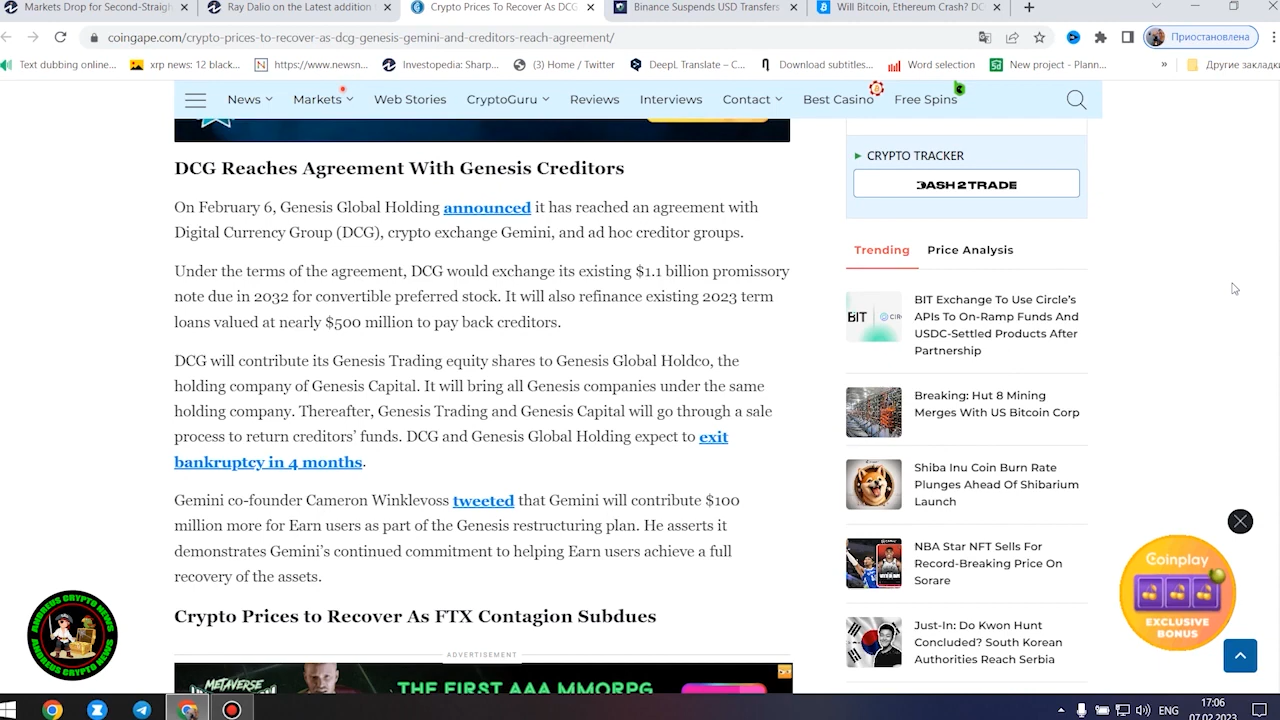 Markets Drop for Second-Straigh
Ray Dalio on the Latest addition
Crypto Prices To Recover As DCG
Binance Suspends USD Transfers
Will Bitcoin, Ethereum Crash? DC
coingape.com/crypto-prices-to-recover-as-dcg-genesis-gemini-and-creditors-reach-agreement/
Приостановлена
Text dubbing online...
xrp news: 12 black...
https://www.newsn...
Investopedia: Sharp...
(3) Home / Twitter
DeepL Translate – C...
Download subtitles...
Word selection
New project - Plann...
»
Другие закладки
News
Markets
Web Stories
CryptoGuru
Reviews
Interviews
Contact
Best Casino
Free Spins
DCG Reaches Agreement With Genesis Creditors
On February 6, Genesis Global Holding announced it has reached an agreement with
Digital Currency Group (DCG), crypto exchange Gemini, and ad hoc creditor groups.
Under the terms of the agreement, DCG would exchange its existing $1.1 billion promissory
note due in 2032 for convertible preferred stock. It will also refinance existing 2023 term
loans valued at nearly $500 million to pay back creditors.
DCG will contribute its Genesis Trading equity shares to Genesis Global Holdco, the
holding company of Genesis Capital. It will bring all Genesis companies under the same
holding company. Thereafter, Genesis Trading and Genesis Capital will go through a sale
process to return creditors' funds. DCG and Genesis Global Holding expect to exit
bankruptcy in 4 months.
Gemini co-founder Cameron Winklevoss tweeted that Gemini will contribute $100
million more for Earn users as part of the Genesis restructuring plan. He asserts it
demonstrates Gemini's continued commitment to helping Earn users achieve a full
recovery of the assets.
Crypto Prices to Recover As FTX Contagion Subdues
ADVERTISEMENT
METAVERSE
THE FIRST AAA MMORPG
CRYPTO TRACKER
DASH 2 TRADE
Trending
Price Analysis
BIT Exchange To Use Circle's
APIs To On-Ramp Funds And
USDC-Settled Products After
Partnership
Breaking: Hut 8 Mining
Merges With US Bitcoin Corp
Shiba Inu Coin Burn Rate
Plunges Ahead Of Shibarium
Launch
NBA Star NFT Sells For
Record-Breaking Price On
Sorare
Just-In: Do Kwon Hunt
Concluded? South Korean
Authorities Reach Serbia
Coinplay
EXCLUSIVE
BONUS
ANDREUS CRYPTO NEWS
ANDREUS CRYPTO NEWS
ENG
17:06
07.02.2023